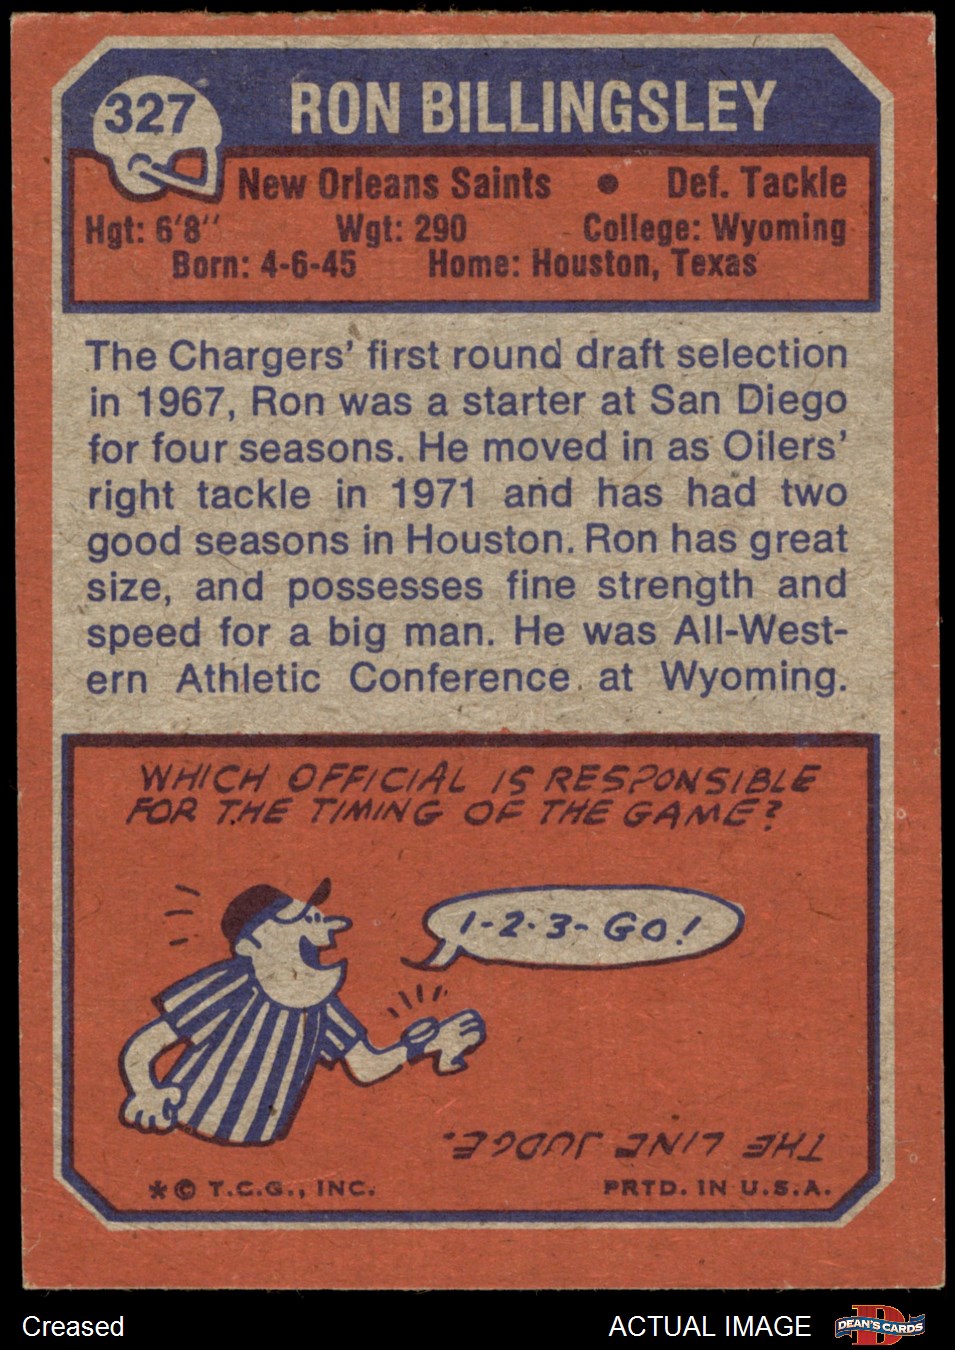 327
RON BILLINGSLEY
New Orleans Saints • Def. Tackle
Hgt: 6'8" Wgt: 290 College: Wyoming
Born: 4-6-45 Home: Houston, Texas
The Chargers' first round draft selection
in 1967, Ron was a starter at San Diego
for four seasons. He moved in as Oilers'
right tackle in 1971 and has had two
good seasons in Houston. Ron has great
size, and possesses fine strength and
speed for a big man. He was All-West-
ern Athletic Conference at Wyoming.
WHICH OFFICIAL IS RESPONSIBLE
FOR THE TIMING OF THE GAME?
1-2-3-GO!
THE LINE JUDGE.
*© T.C.G., INC. PRTD. IN U.S.A.
Creased
ACTUAL IMAGE
D
DEAN'S CARDS